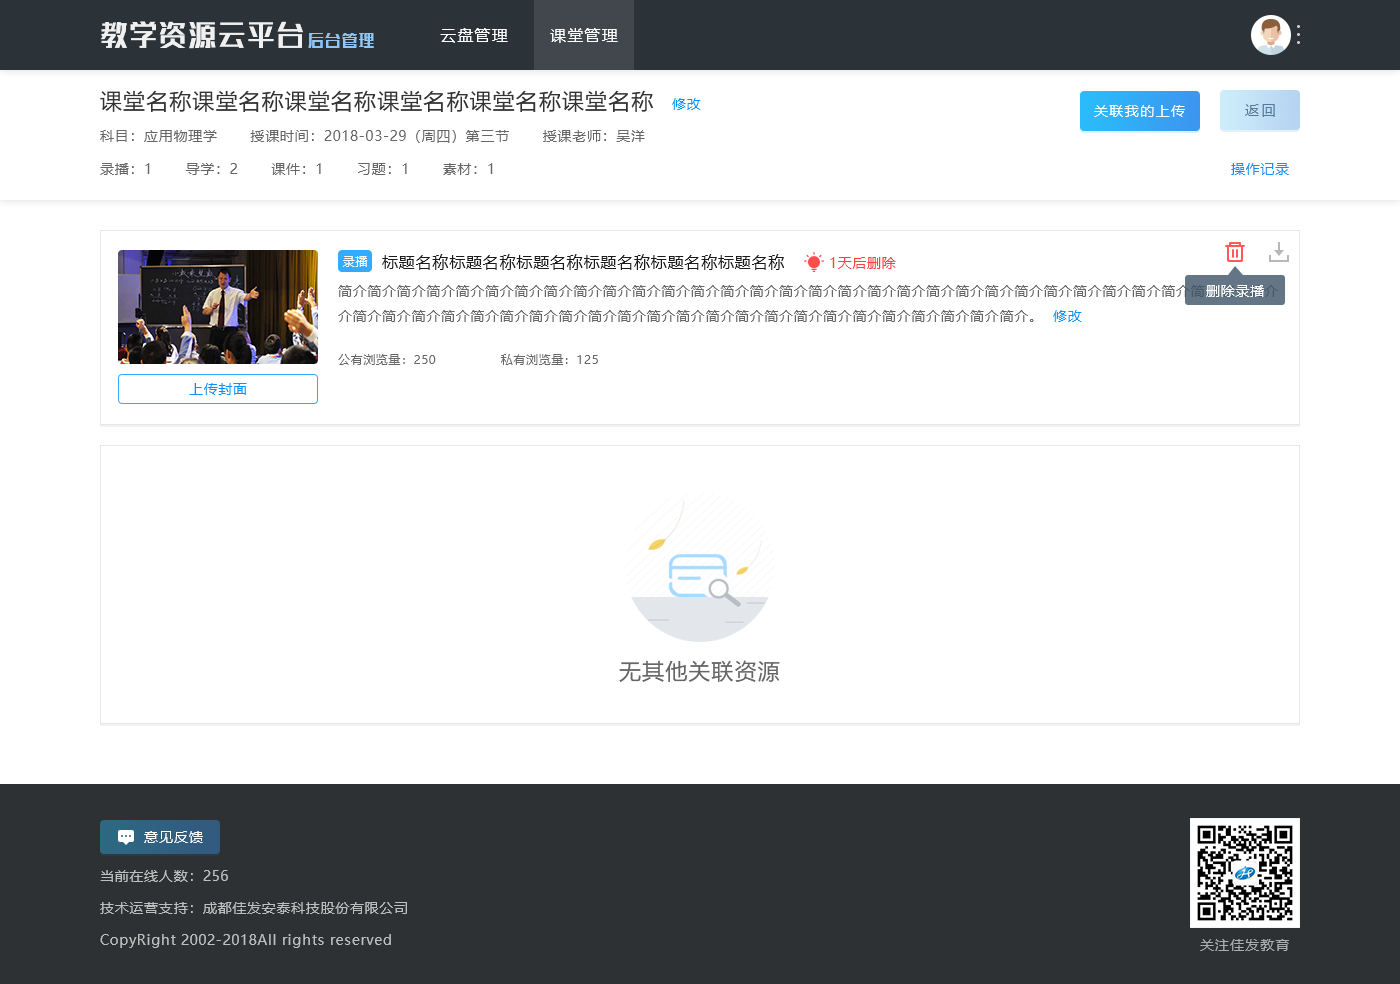 教学资源云平台 后台管理 云盘管理 课堂管理
课堂名称课堂名称课堂名称课堂名称课堂名称课堂名称 修改 关联我的上传 返回
科目：应用物理学 授课时间：2018-03-29（周四）第三节 授课老师：吴洋
录播：1 导学：2 课件：1 习题：1 素材：1 操作记录
录播 标题名称标题名称标题名称标题名称标题名称标题名称 1天后删除
简介简介简介简介简介简介简介简介简介简介简介简介简介简介简介简介简介简介简介简介简介简介简介简介简介简介简介简介简介简介简介简
删除录播
介简介简介简介简介简介简介简介简介简介简介简介简介简介简介简介简介简介简介简介简介简介简介简介。 修改
公有浏览量：250 私有浏览量：125
上传封面
无其他关联资源
意见反馈
当前在线人数：256
技术运营支持：成都佳发安泰科技股份有限公司
CopyRight 2002-2018All rights reserved
关注佳发教育